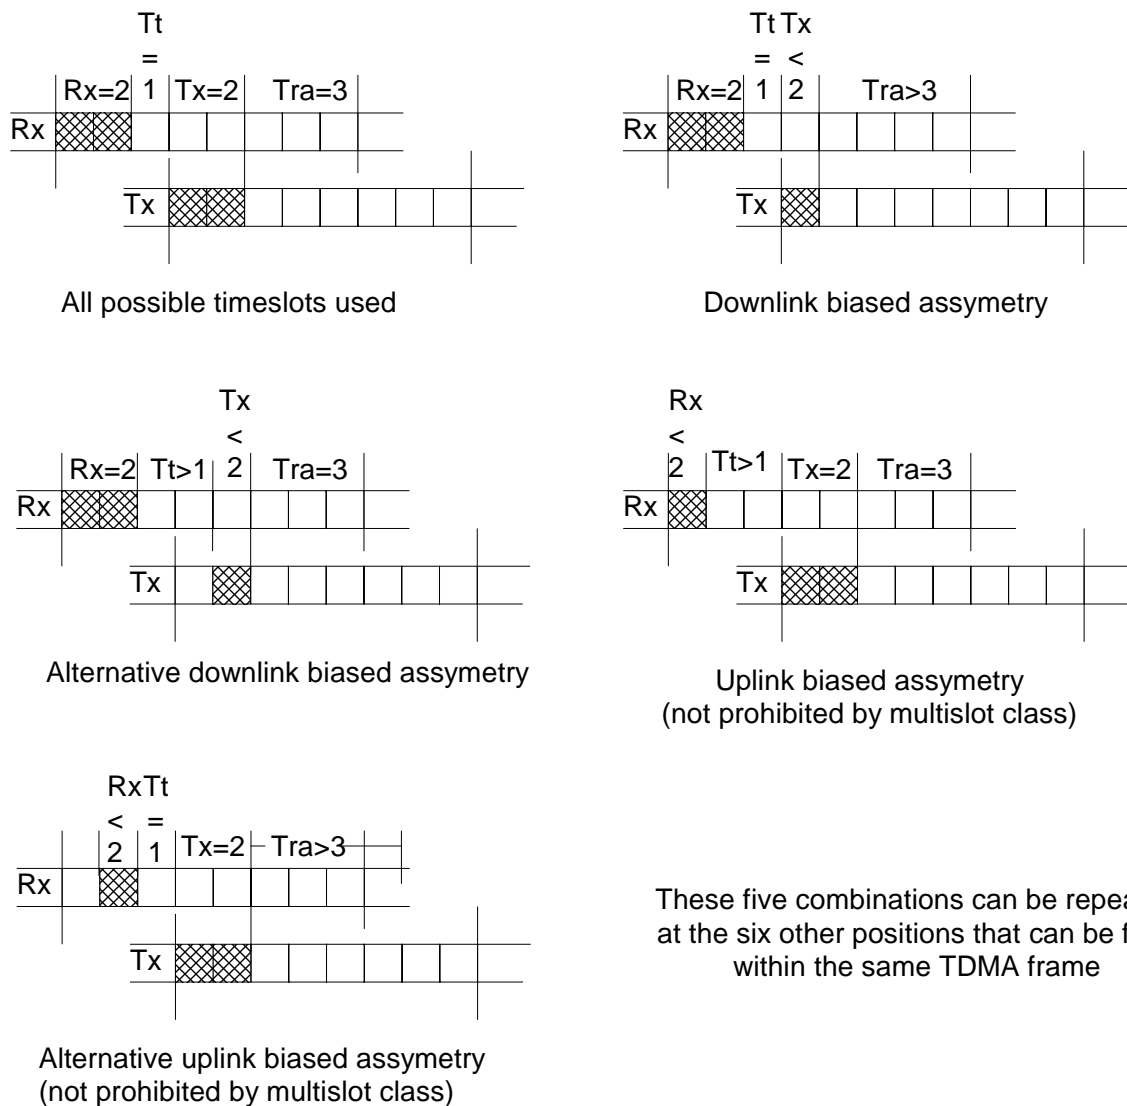 Tt
=
1
Rx=2 Tx=2 Tra=3
Rx
Tx
All possible timeslots used
Tt Tx
= <
1 2
Rx=2 Tra>3
Rx
Tx
Downlink biased assymetry
Tx
<
2
Rx=2 Tt>1 Tra=3
Rx
Tx
Alternative downlink biased assymetry
Rx
<
2
Tt>1 Tx=2 Tra=3
Rx
Tx
Uplink biased assymetry
(not prohibited by multislot class)
RxTt
< =
2 1
Tx=2 Tra>3
Rx
Tx
Alternative uplink biased assymetry
(not prohibited by multislot class)
These five combinations can be
at the six other positions that can be
within the same TDMA frame